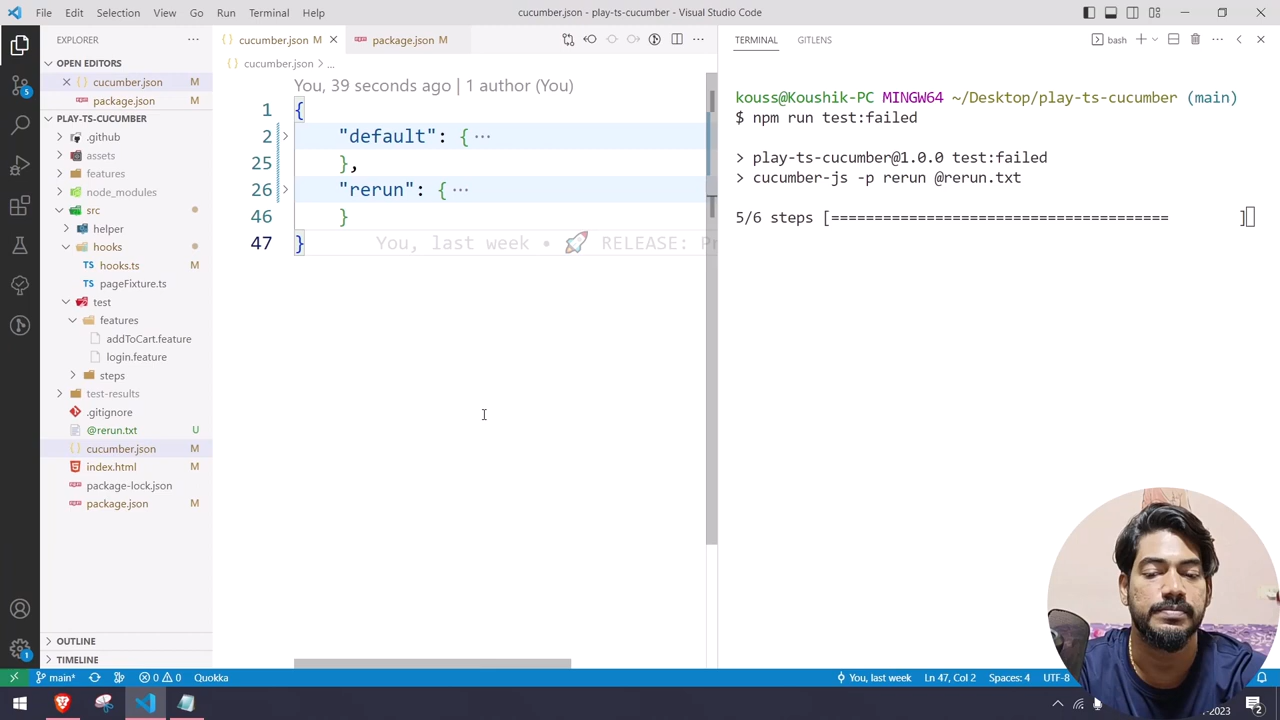 File Edit Selection View Go Run Terminal Help
cucumber.json - play-ts-cucumber - Visual Studio Code
EXPLORER
OPEN EDITORS
cucumber.json M
package.json M
PLAY-TS-CUCUMBER
.github
assets
features
node_modules
src
helper
hooks
TS hooks.ts M
TS pageFixture.ts
test
features
addToCart.feature
login.feature
steps
test-results
.gitignore
@rerun.txt U
cucumber.json M
index.html M
package-lock.json
package.json M
OUTLINE
TIMELINE
cucumber.json M
package.json M
cucumber.json > ...
You, 39 seconds ago | 1 author (You)
1 {
2 "default": { ...
25 },
26 "rerun": { ...
46 }
47 } You, last week • 🚀 RELEASE:
TERMINAL GITLENS
bash
kouss@Koushik-PC MINGW64 ~/Desktop/play-ts-cucumber (main)
$ npm run test:failed
> play-ts-cucumber@1.0.0 test:failed
> cucumber-js -p rerun @rerun.txt
5/6 steps [====================================== ]
5
1
main* 0 0 Quokka
You, last week Ln 47, Col 2 Spaces: 4 UTF-8
-2023
2